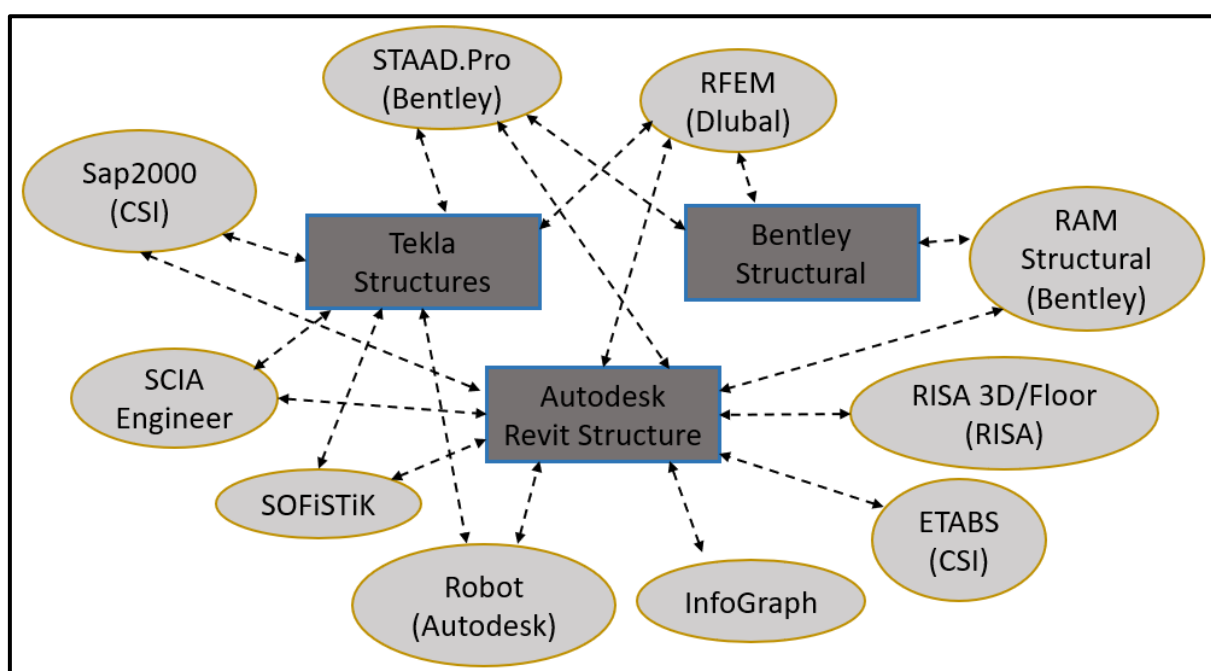 STAAD.Pro
(Bentley)
RFEM
(Dlubal)
Sap2000
(CSI)
Tekla
Structures
Bentley
Structural
RAM
Structural
(Bentley)
SCIA
Engineer
Autodesk
Revit Structure
RISA 3D/Floor
(RISA)
SOFiSTiK
ETABS
(CSI)
Robot
(Autodesk)
InfoGraph